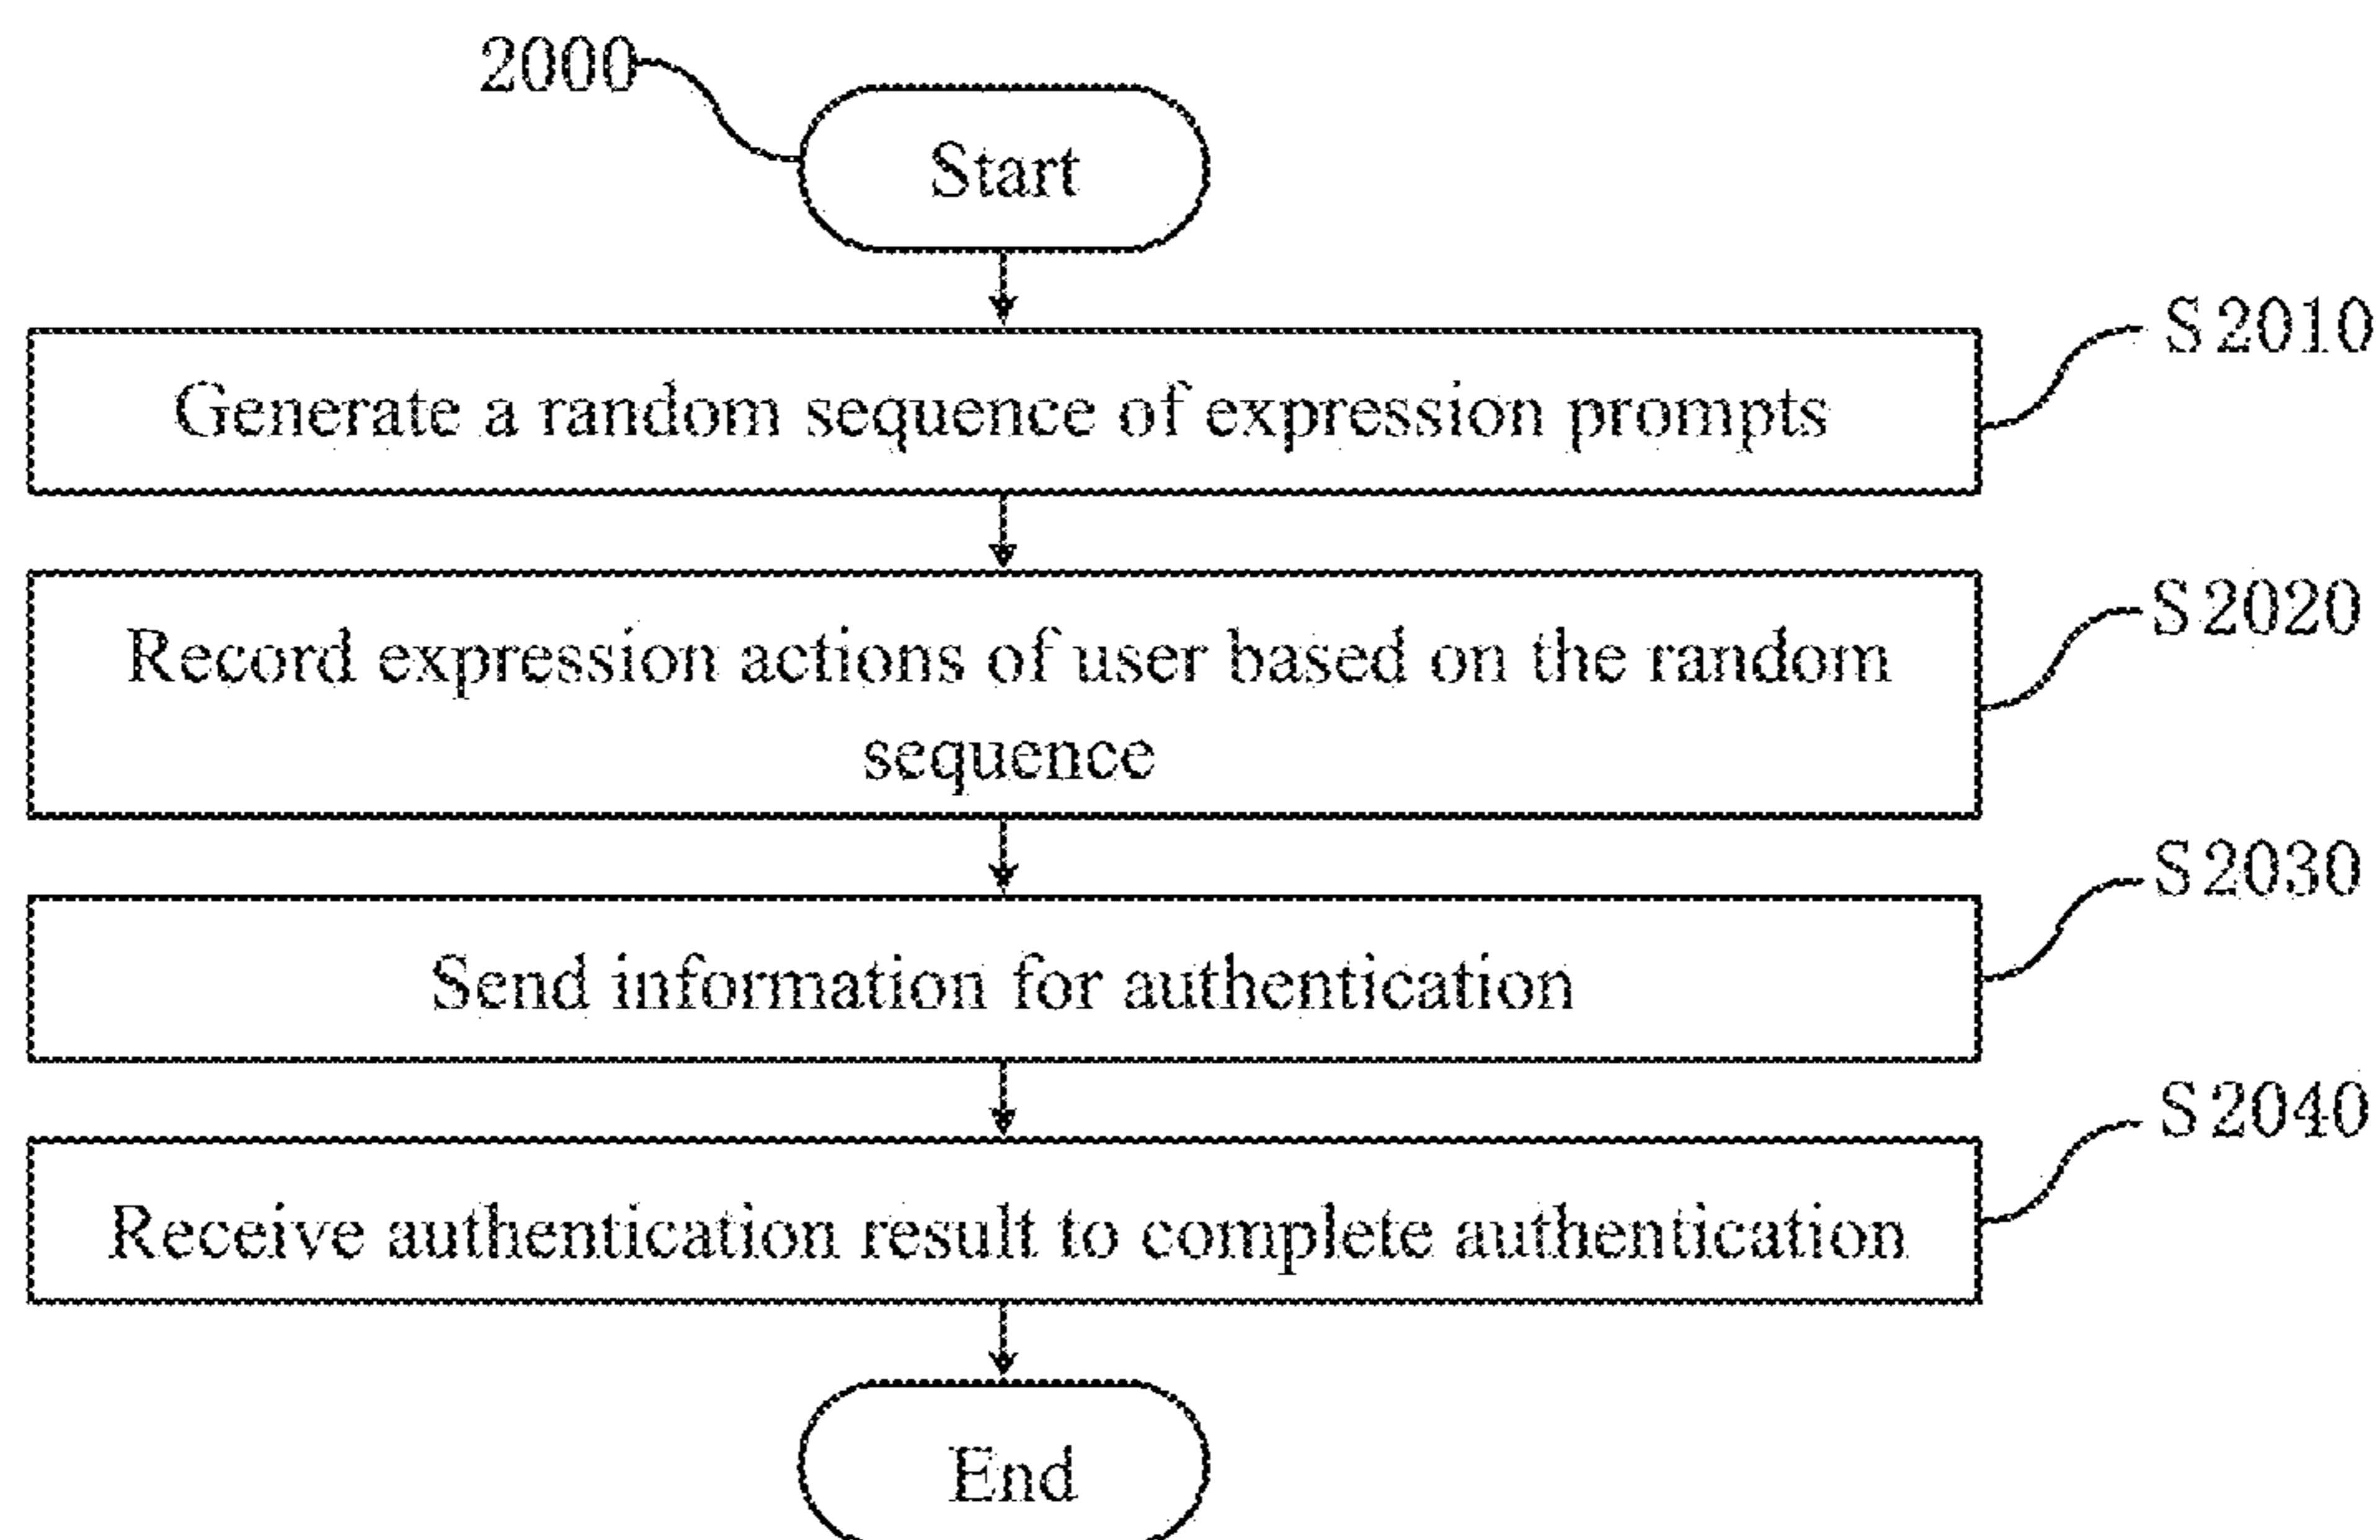 2000
Start
S2010
Generate a random sequence of expression prompts
S2020
Record expression actions of user based on the random
sequence
S2030
Send information for authentication
S2040
Receive authentication result to complete authentication
End